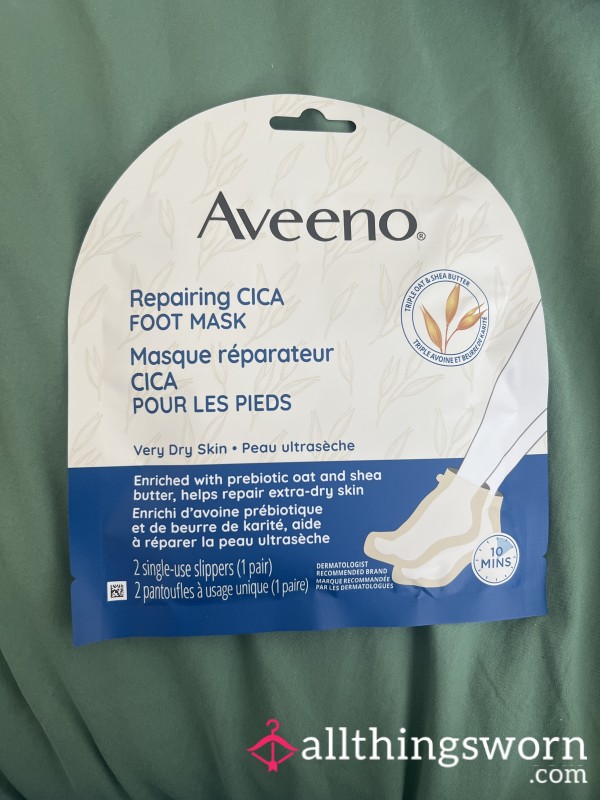 Aveeno®
Repairing CICA
FOOT MASK
Masque réparateur
CICA
POUR LES PIEDS
TRIPLE OAT & SHEA BUTTER
TRIPLE AVOINE ET BEURRE DE KARITÉ
Very Dry Skin • Peau ultrasèche
Enriched with prebiotic oat and shea
butter, helps repair extra-dry skin
Enrichi d'avoine prébiotique
et de beurre de karité, aide
à réparer la peau ultrasèche
2 single-use slippers (1 pair)
2 pantoufles à usage unique (1 paire)
DERMATOLOGIST
RECOMMENDED BRAND
MARQUE RECOMMANDÉE
PAR LES DERMATOLOGUES
10
MINS
allthingsworn
.com